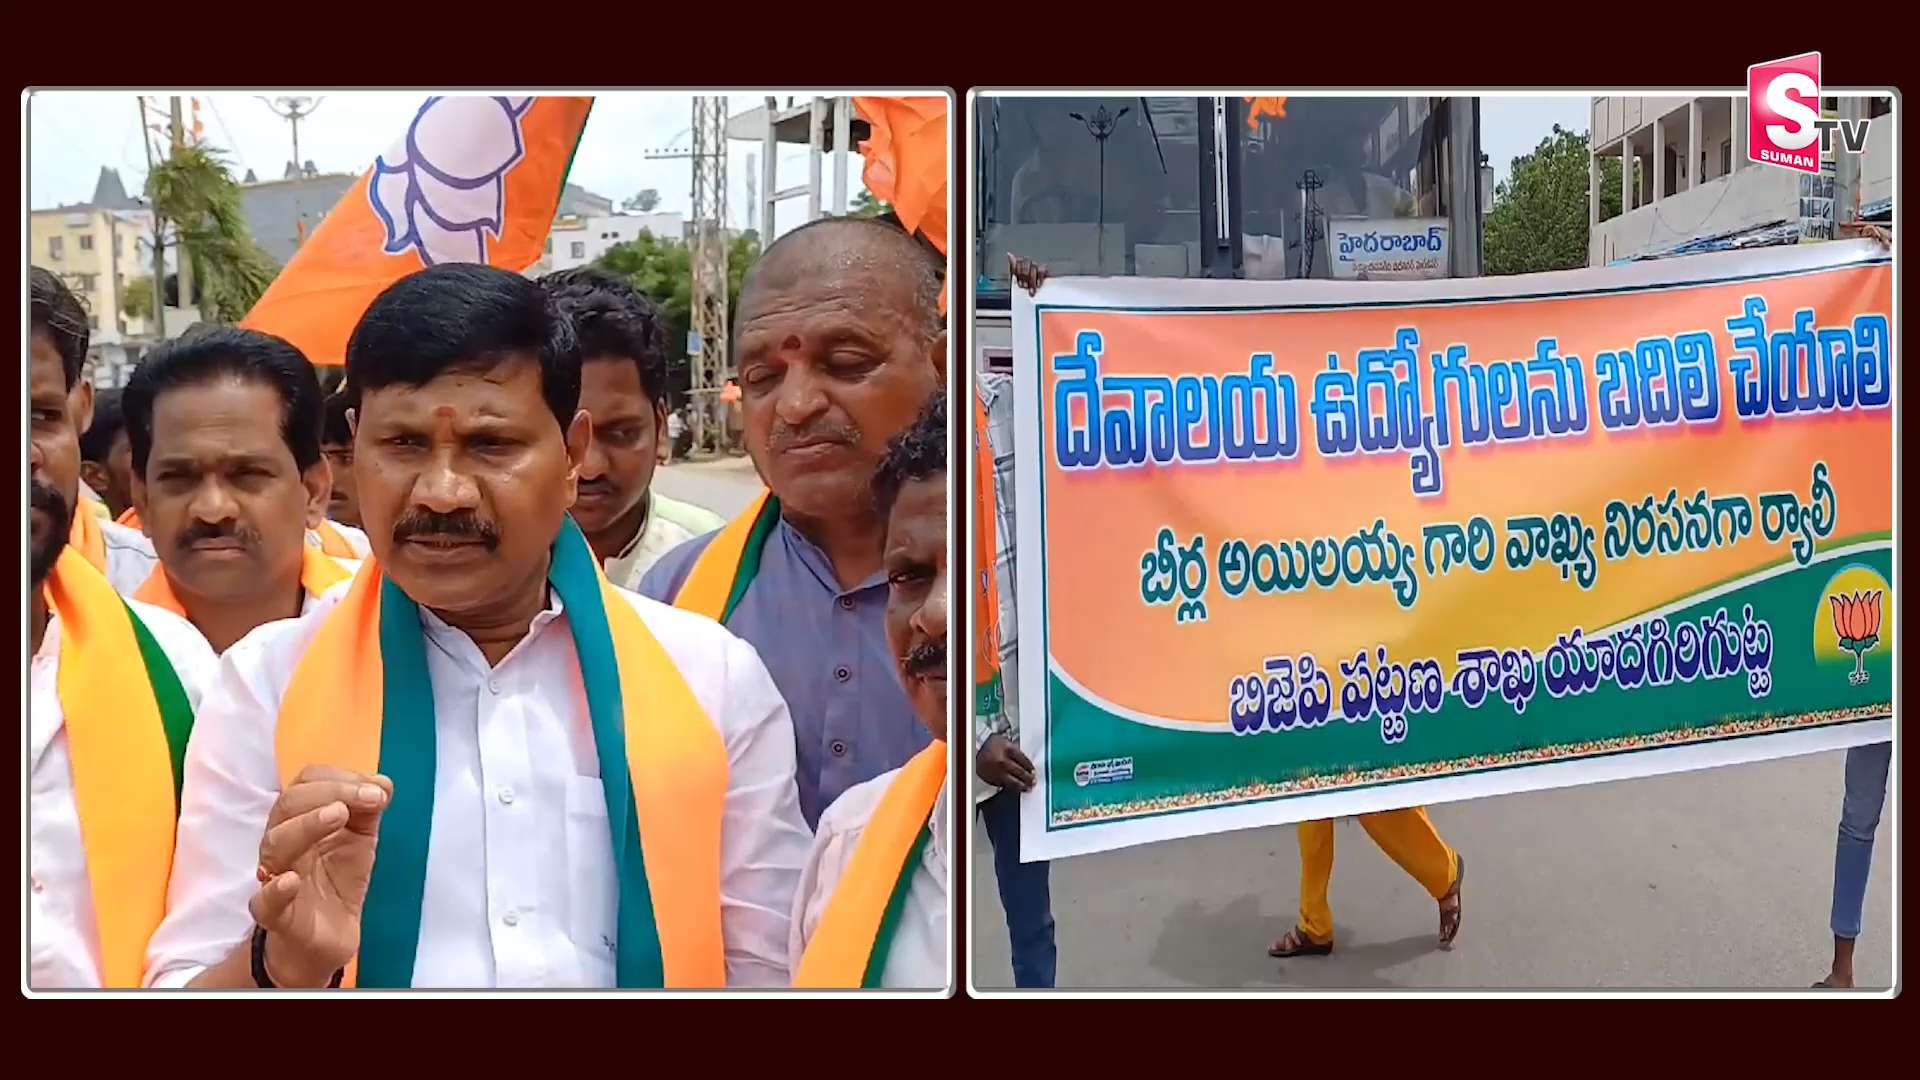 S
TV
SUMAN
హైదరాబాద్
దేవాలయ ఉద్యోగులను బదిలి చేయాలి
బీర్ల అయిలయ్య గారి వాఖ్య నిరసనగా ర్యాలీ
బిజెపి పట్టణ శాఖ యాదగిరిగుట్ట